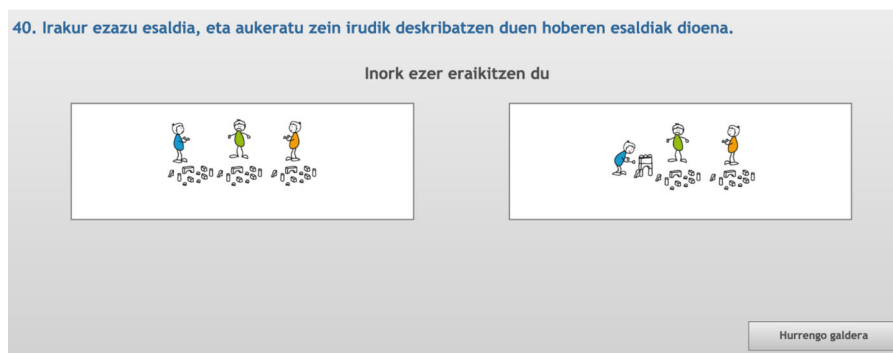 40. Irakur ezazu esaldia, eta aukeratu zein irudik deskribatzen duen hoberen esaldiak dioena.
Inork ezer eraikitzen du
Hurrengo galdera